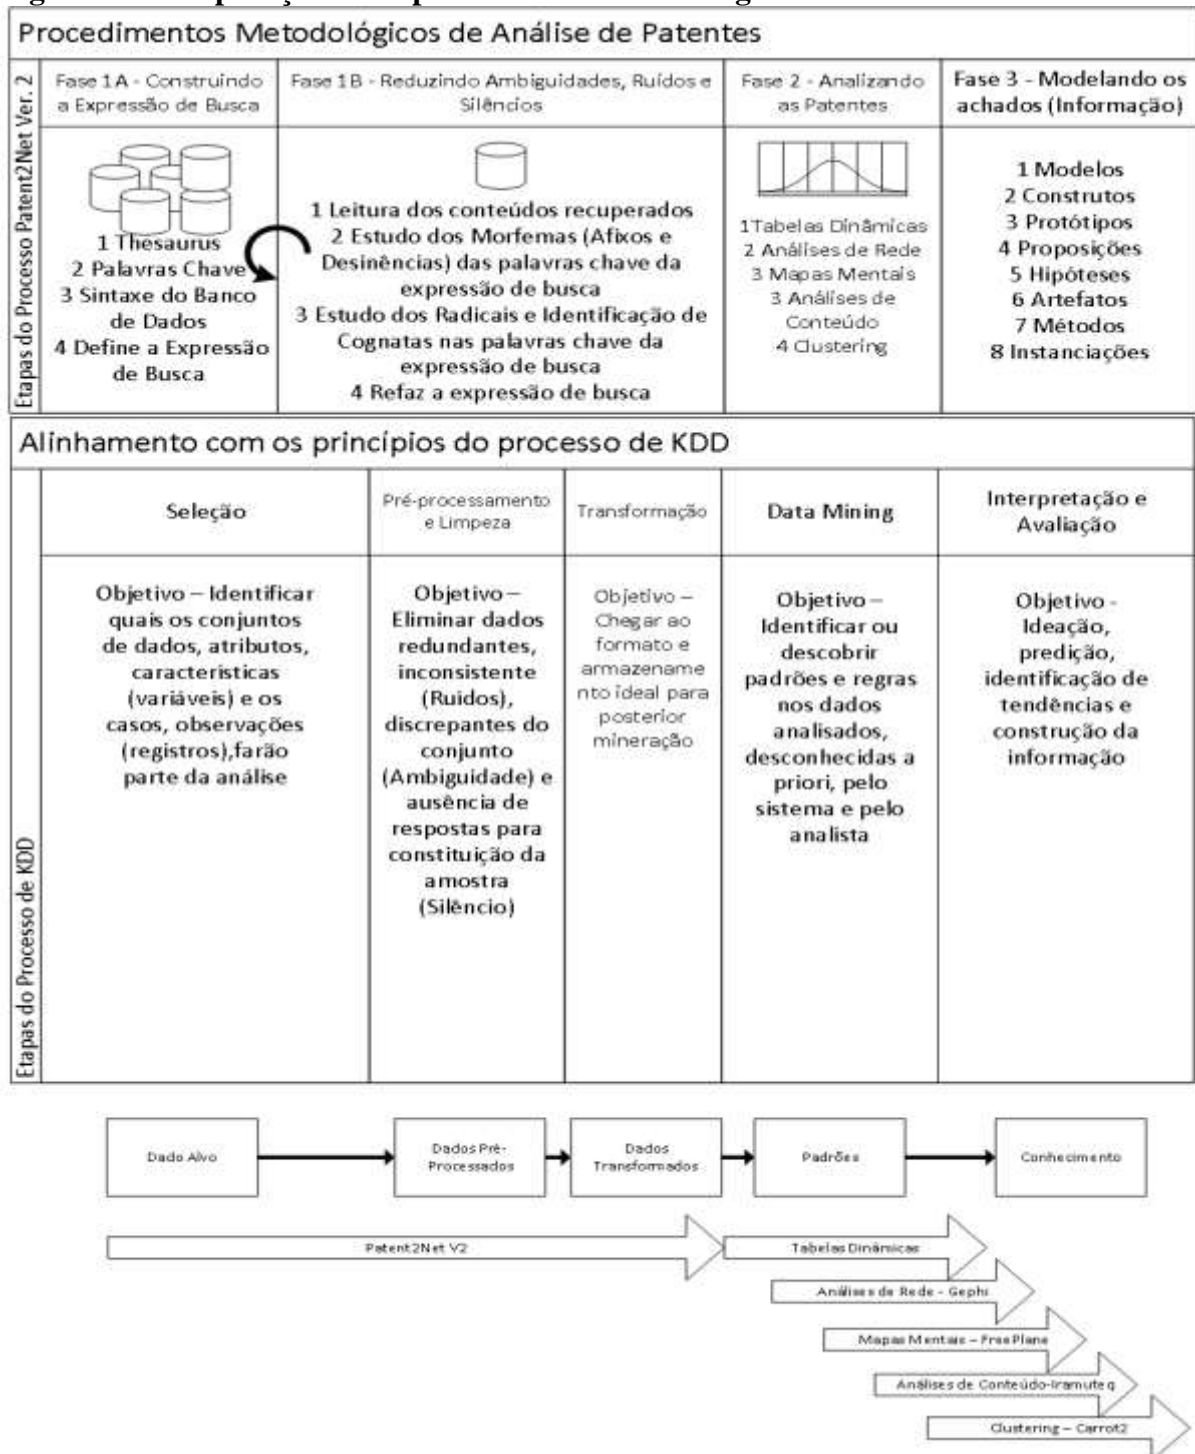 Procedimentos Metodológicos de Análise de Patentes
Etapas do Processo Patent2Net Ver. 2
Fase 1A - Construindo
a Expressão de Busca
Fase 1B - Reduzindo Ambiguidades, Ruídos e
Silêncios
Fase 2 - Analizando
as Patentes
Fase 3 - Modelando os
achados (Informação)
1 Thesaurus
2 Palavras Chave
3 Sintaxe do Banco
de Dados
4 Define a Expressão
de Busca
1 Leitura dos conteúdos recuperados
2 Estudo dos Morfemas (Afixos e
Desinências) das palavras chave da
expressão de busca
3 Estudo dos Radicais e Identificação de
Cognatas nas palavras chave da
expressão de busca
4 Refaz a expressão de busca
1Tabelas Dinâmicas
2 Análises de Rede
3 Mapas Mentais
3 Análises de
Conteúdo
4 Clustering
1 Modelos
2 Construtos
3 Protótipos
4 Proposições
5 Hipóteses
6 Artefatos
7 Métodos
8 Instanciações
Alinhamento com os princípios do processo de KDD
Etapas do Processo de KDD
Seleção
Pré-processamento
e Limpeza
Transformação
Data Mining
Interpretação e
Avaliação
Objetivo – Identificar
quais os conjuntos
de dados, atributos,
características
(variáveis) e os
casos, observações
(registros),farão
parte da análise
Objetivo –
Eliminar dados
redundantes,
inconsistente
(Ruidos),
discrepantes do
conjunto
(Ambiguidade) e
ausência de
respostas para
constituição da
amostra
(Silêncio)
Objetivo –
Chegar ao
formato e
armazename
nto ideal para
posterior
mineração
Objetivo –
Identificar ou
descobrir
padrões e regras
nos dados
analisados,
desconhecidas a
priori, pelo
sistema e pelo
analista
Objetivo -
Ideação,
predição,
identificação de
tendências e
construção da
informação
Dado Alvo
Dados Pré-
Processados
Dados
Transformados
Padrões
Conhecimento
Patent2Net V2
Tabelas Dinâmicas
Análises de Rede - Gephi
Mapas Mentais – FreePlane
Análises de Conteúdo-Iramuteq
Clustering – Carrot2